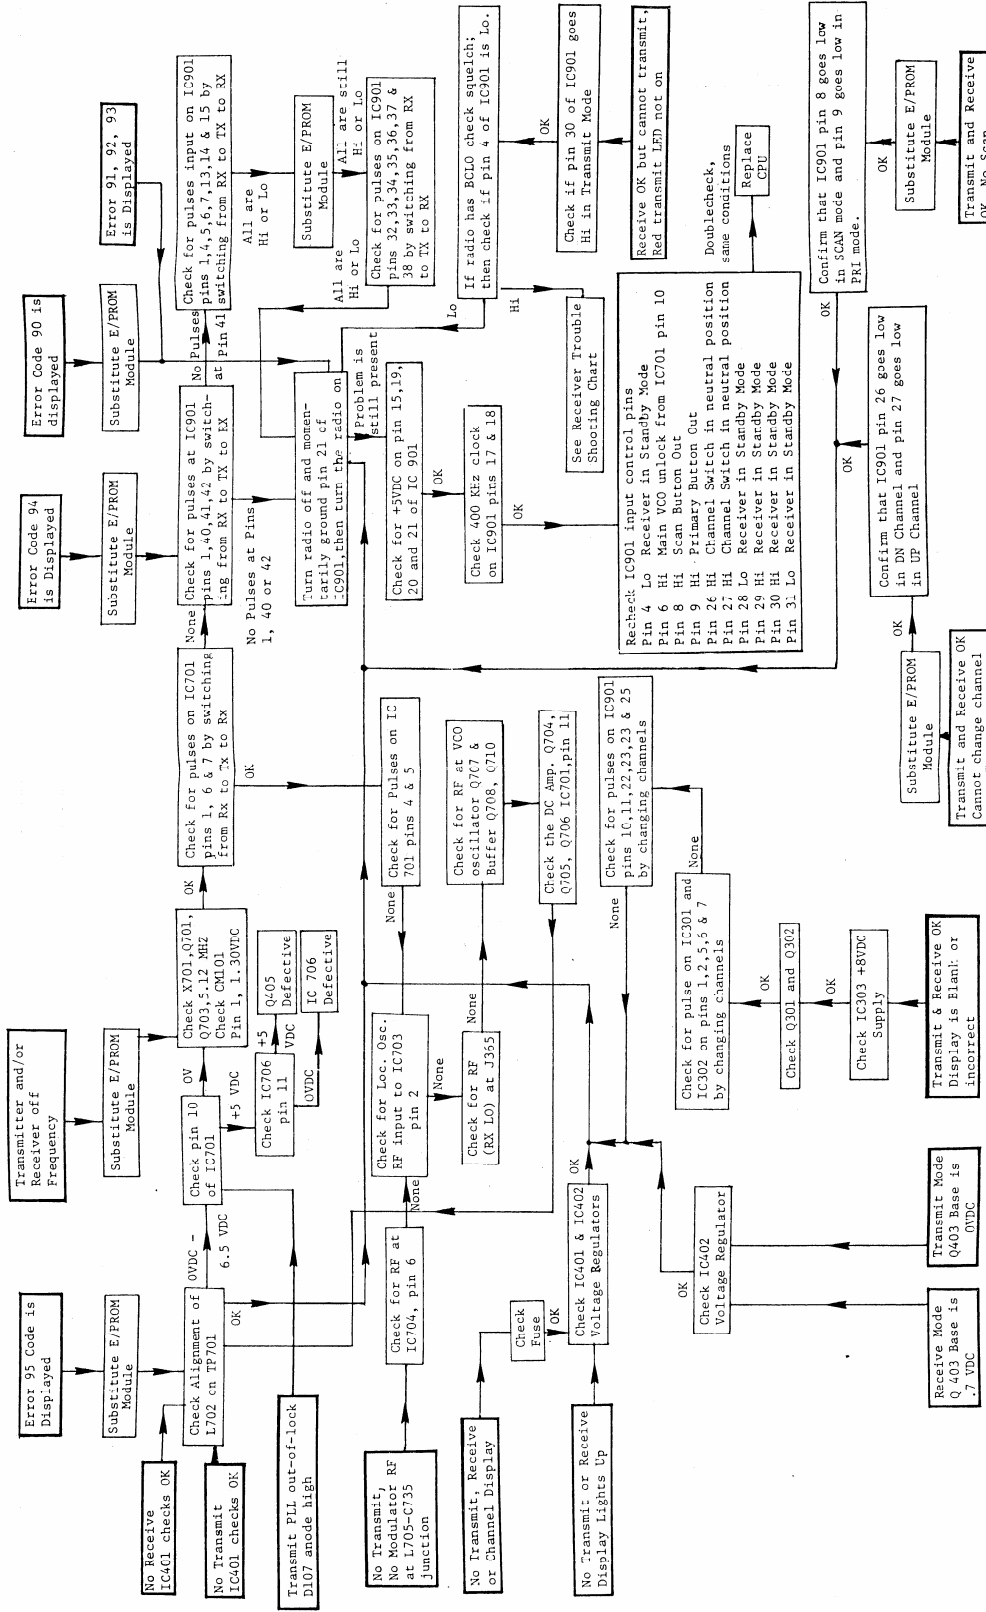 Error 95 Code is
Displayed
Substitute E/PROM
Module
No Receive
IC401 checks OK
No Transmit
IC401 checks OK
Check Alignment of
L702 cn TP701
OVDC -
6.5 VDC
OK
Transmit PLL out-of-lock
D107 anode high
Transmitter and/or
Receiver off
Frequency
Substitute E/PROM
Module
Check pin 10
of IC701
OV
+5 VDC
Check IC706
pin 11
+5
VDC
Q405
Defective
OVDC
IC 706
Defective
Check X701,Q701,
Q703,5.12 MHZ
Check CM101
Pin 1, 1.30VDC
OK
Check for pulses on IC701
pins 1, 6 & 7 by switching
from Rx to Tx to Rx
None
OK
Error Code 94
is Displayed
Substitute E/PROM
Module
Check for pulses at IC901
pins 1,40,41,42 by switch-
ing from RX to TX to RX
No Pulses
at Pin 41
No Pulses at Pins
1, 40 or 42
Error Code 90 is
displayed
Substitute E/PROM
Module
Error 91, 92, 93
is Displayed
Check for pulses input on IC901
pins 1,4,5,6,7,13,14 & 15 by
switching from RX to TX to RX
All are
Hi or Lo
Substitute E/PROM
Module
All are still
Hi or Lo
Check for pulses on IC901
pins 32,33,34,35,36,37 &
38 by switching from RX
to TX to RX
All are
Hi or Lo
Turn radio off and momen-
tarily ground pin 21 cf
IC901,then turn the radio on
Problem is
still present
Check for +5VDC on pin 15,19,
20 and 21 of IC 901
OK
Check 400 KHz clock
on IC901 pins 17 & 18
OK
If radio has BCLO check squelch;
then check if pin 4 of IC901 is Lo.
Lo
Hi
See Receiver Trouble
Shooting Chart
OK
Check if pin 30 of IC901 goes
Hi in Transmit Mode
Receive OK but cannot transmit,
Red transmit LED not on
Recheck IC901 input control pins
Pin 4 Lo Receiver in Standby Mode
Pin 6 Hi Main VCO unlock from IC701 pin 10
Pin 8 Hi Scan Button Out
Pin 9 Hi Primary Button Out
Pin 26 Hi Channel Switch in neutral position
Pin 27 Hi Channel Switch in neutral position
Pin 28 Lo Receiver in Standby Mode
Pin 29 Hi Receiver in Standby Mode
Pin 30 Hi Receiver in Standby Mode
Pin 31 Lo Receiver in Standby Mode
Doublecheck,
same conditions
Replace
CPU
No Transmit,
No Modulator RF
at L705-C735
junction
Check for RF at
IC704, pin 6
None
Check for Loc. Osc.
RF input to IC703
pin 2
None
Check for Pulses on IC
701 pins 4 & 5
None
Check for RF
(RX LO) at J365
None
Check for RF at VCO
oscillator Q707 &
Buffer Q708, Q710
Check the DC Amp. Q704,
Q705, Q706 IC701,pin 11
No Transmit, Receive
or Channel Display
Check
Fuse
OK
No Transmit or Receive
Display Lights Up
Check IC401 & IC402
Voltage Regulators
OK
Check IC402
Voltage Regulator
OK
Receive Mode
Q 403 Base is
.7 VDC
Transmit Mode
Q403 Base is
OVDC
Check for pulses on IC901
pins 10,11,22,23,23 & 25
by changing channels
None
None
Check for pulse on IC301 and
IC302 on pins 1,2,5,6 & 7
by changing channels
OK
Check Q301 and Q302
OK
Check IC303 +8VDC
Supply
Transmit & Receive OK
Display is Blank or
incorrect
Transmit and Receive OK
Cannot change channel
Substitute E/PROM
Module
OK
Confirm that IC901 pin 26 goes low
in DN Channel and pin 27 goes low
in UP Channel
OK
OK
Confirm that IC901 pin 8 goes low
in SCAN mode and pin 9 goes low in
PRI mode.
OK
Substitute E/PROM
Module
Transmit and Receive
OK, No Scan